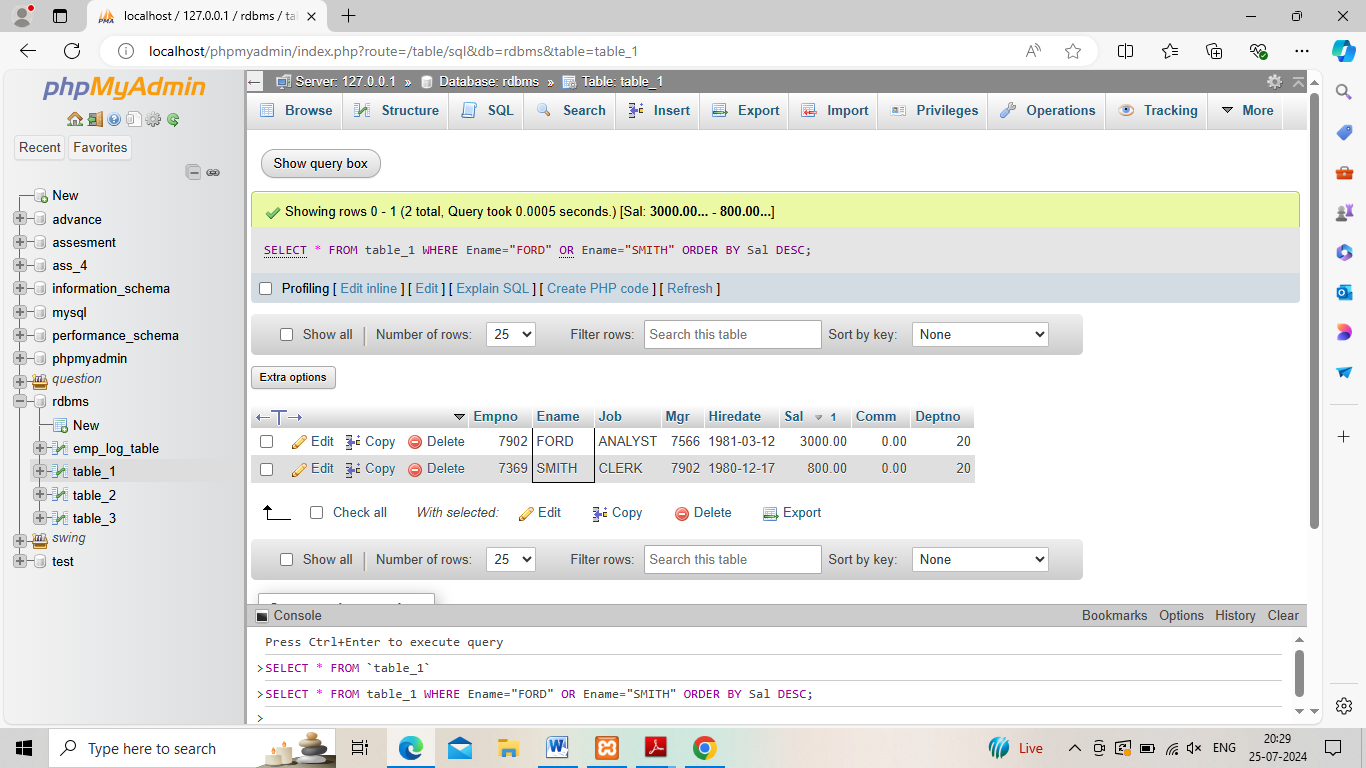 localhost / 127.0.0.1 / rdbms / ta
localhost/phpmyadmin/index.php?route=/table/sql&db=rdbms&table=table_1
phpMyAdmin
Recent Favorites
New
advance
assesment
ass_4
information_schema
mysql
performance_schema
phpmyadmin
question
rdbms
New
emp_log_table
table_1
table_2
table_3
swing
test
Server: 127.0.0.1 » Database: rdbms » Table: table_1
Browse Structure SQL Search Insert Export Import Privileges Operations Tracking More
Show query box
Showing rows 0 - 1 (2 total, Query took 0.0005 seconds.) [Sal: 3000.00... - 800.00...]
SELECT * FROM table_1 WHERE Ename="FORD" OR Ename="SMITH" ORDER BY Sal DESC;
Profiling [ Edit inline ] [ Edit ] [ Explain SQL ] [ Create PHP code ] [ Refresh ]
Show all Number of rows: 25 Filter rows: Search this table Sort by key: None
Extra options
Empno Ename Job Mgr Hiredate Sal 1 Comm Deptno
Edit Copy Delete 7902 FORD ANALYST 7566 1981-03-12 3000.00 0.00 20
Edit Copy Delete 7369 SMITH CLERK 7902 1980-12-17 800.00 0.00 20
Check all With selected: Edit Copy Delete Export
Show all Number of rows: 25 Filter rows: Search this table Sort by key: None
Console Bookmarks Options History Clear
Press Ctrl+Enter to execute query
>SELECT * FROM `table_1`
>SELECT * FROM table_1 WHERE Ename="FORD" OR Ename="SMITH" ORDER BY Sal DESC;
>
Type here to search
Live
ENG
20:29
25-07-2024